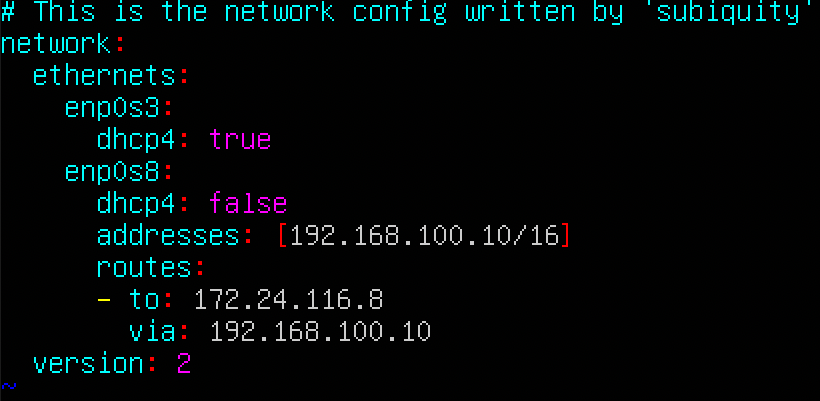 # This is the network config written by 'subiquity'
network:
  ethernets:
    enp0s3:
      dhcp4: true
    enp0s8:
      dhcp4: false
      addresses: [192.168.100.10/16]
      routes:
      - to: 172.24.116.8
        via: 192.168.100.10
  version: 2
~